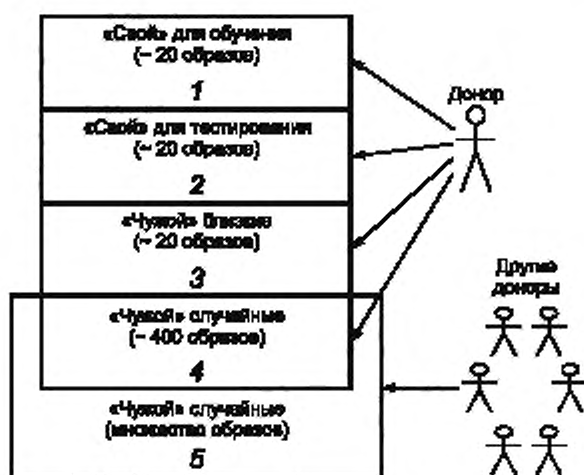 «Свой» для обучения
(~ 20 образов)
1
«Свой» для тестирования
(~ 20 образов)
2
«Чужой» близкие
(~ 20 образов)
3
«Чужой» случайные
(~ 400 образов)
4
«Чужой» случайные
(множество образов)
5
Донор
Другие
доноры